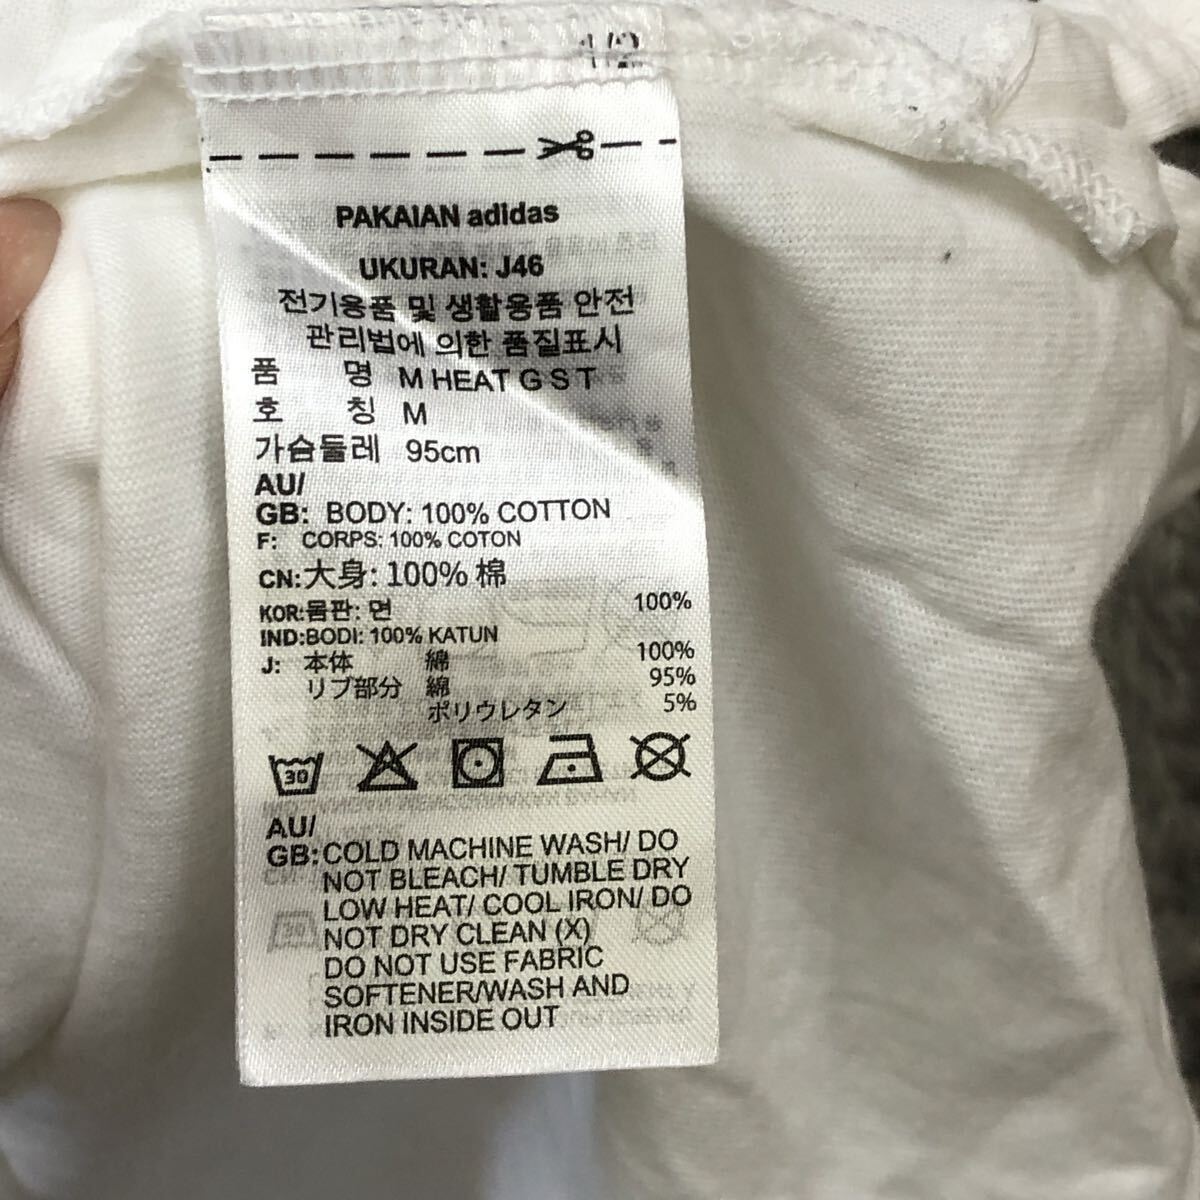 1/2
PAKAIAN adidas
UKURAN: J46
전기용품 및 생활용품 안전
관리법에 의한 품질표시
품 명 M HEAT G S T
호 칭 M
가슴둘레 95cm
AU/
GB: BODY: 100% COTTON
F: CORPS: 100% COTON
CN:大身: 100% 棉
KOR:몸판: 면 100%
IND:BODI: 100% KATUN
J: 本体 綿 100%
リブ部分 綿 95%
ポリウレタン 5%
30
AU/
GB:COLD MACHINE WASH/ DO
NOT BLEACH/ TUMBLE DRY
LOW HEAT/ COOL IRON/ DO
NOT DRY CLEAN (X)
DO NOT USE FABRIC
SOFTENER/WASH AND
IRON INSIDE OUT